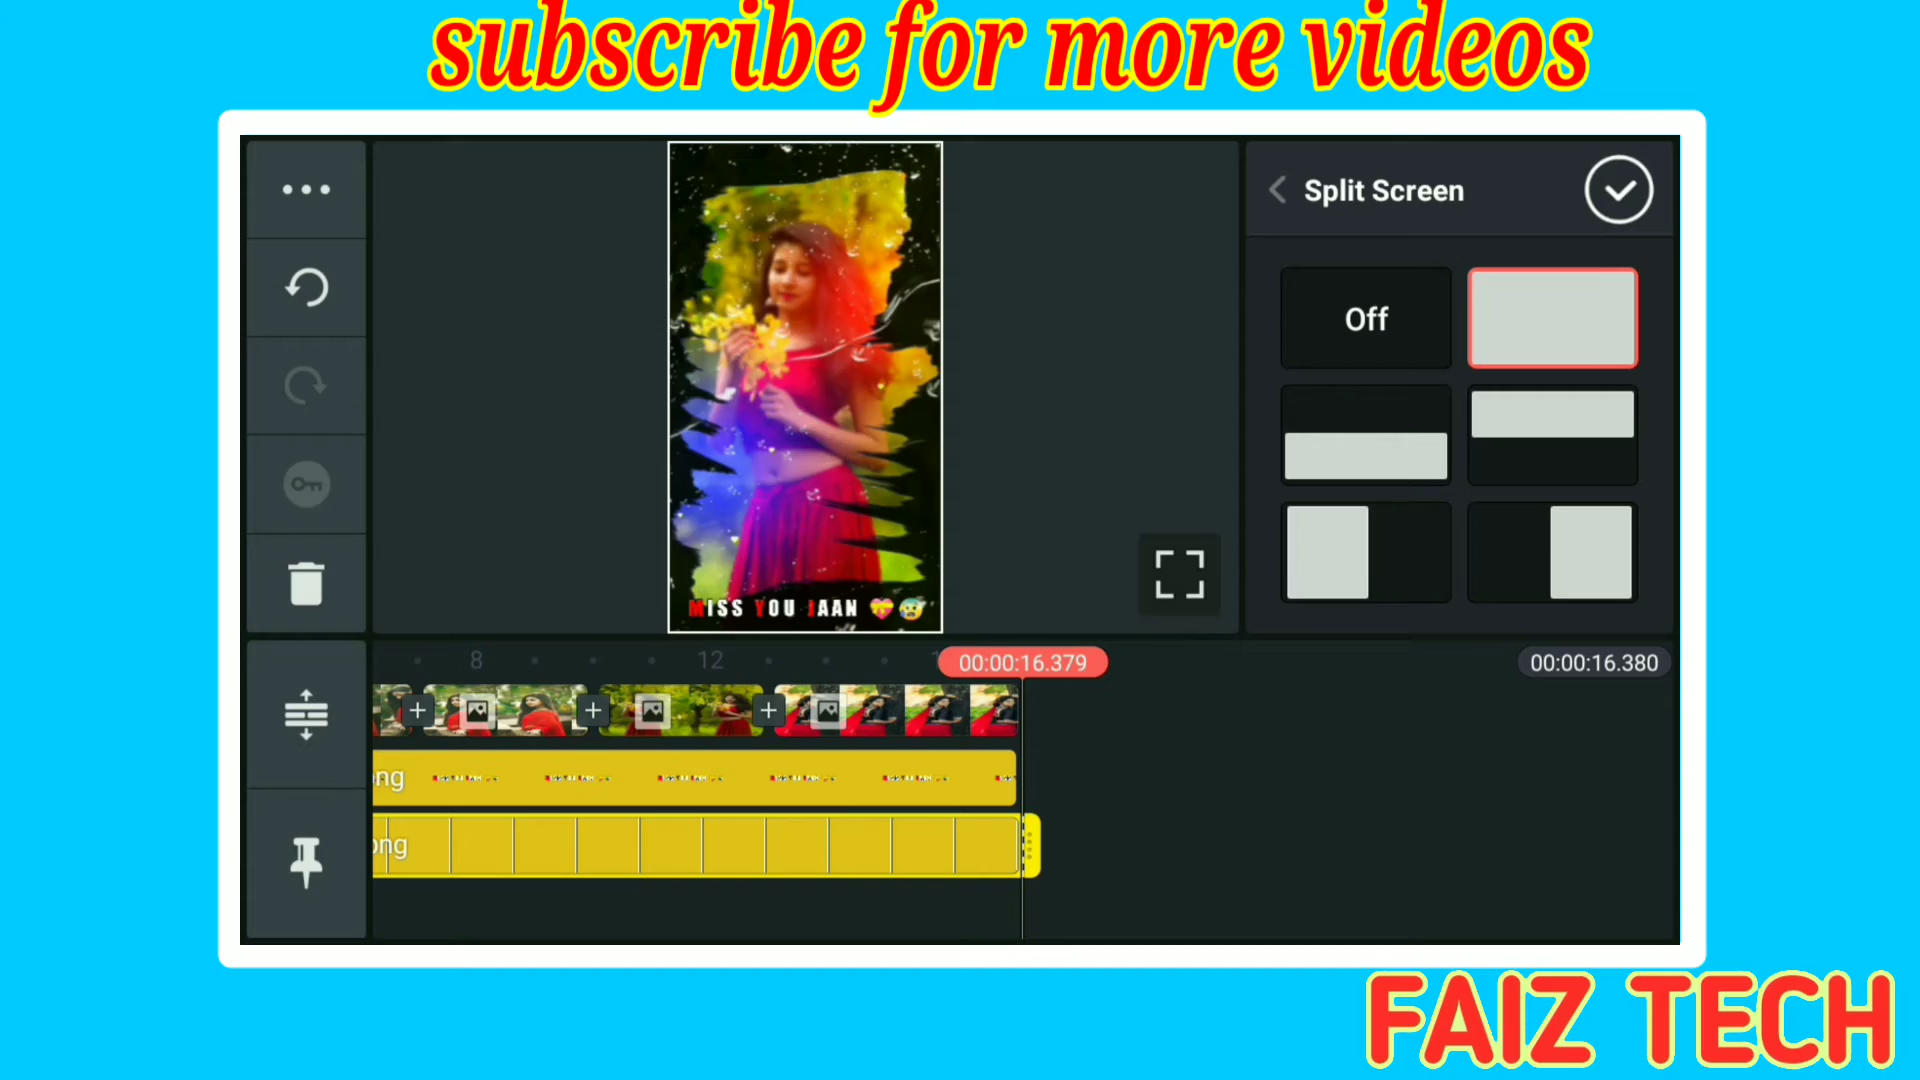 subscribe for more videos
Split Screen
Off
MISS YOU JAAN 💝😰
8
12
00:00:16.379
00:00:16.380
ng
ong
FAIZ TECH